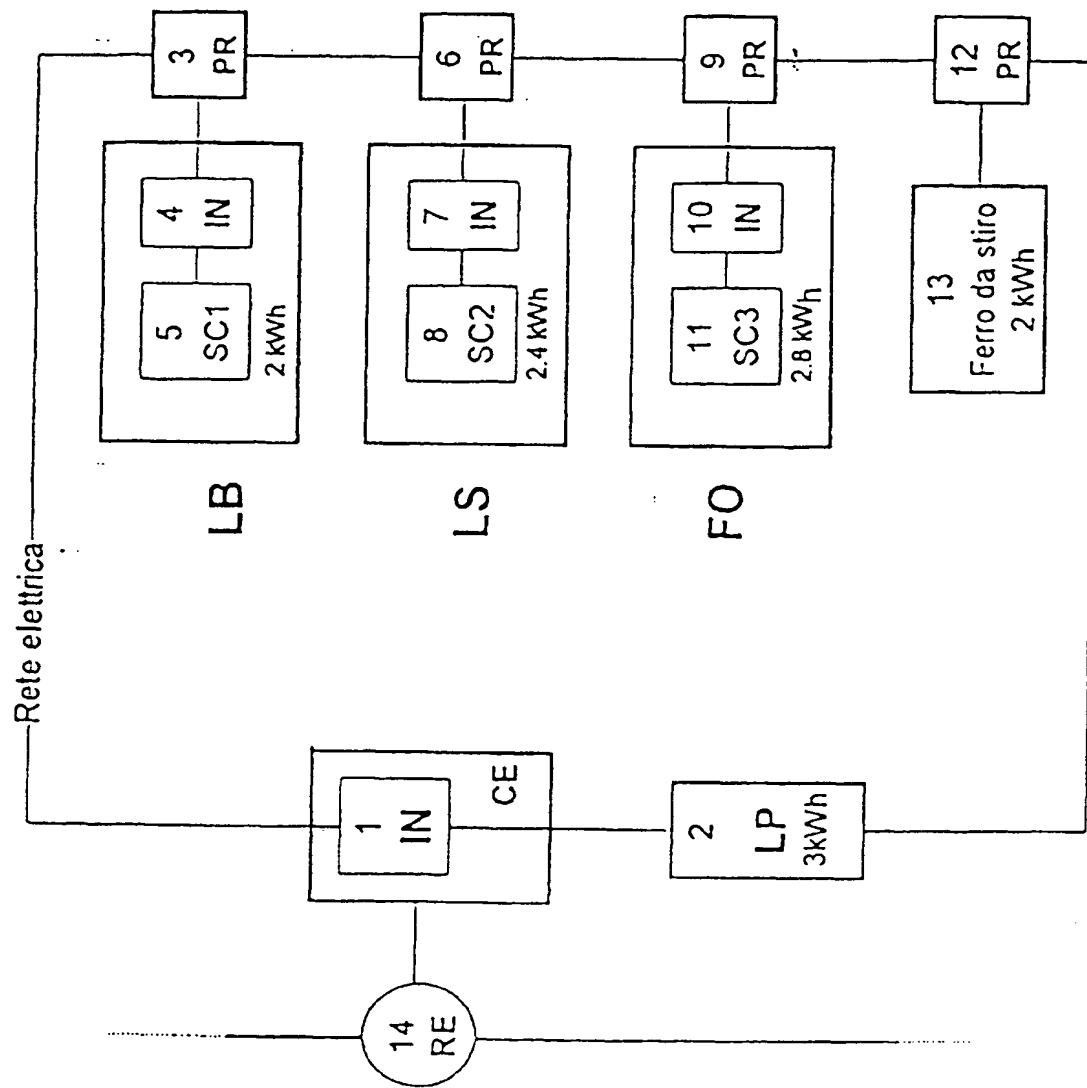 Rete elettrica
3
PR
4
IN
5
SC1
2 kWh
LB
6
PR
7
IN
8
SC2
2.4 kWh
LS
9
PR
10
IN
11
SC3
2.8 kWh
FO
12
PR
13
Ferro da stiro
2 kWh
1
IN
CE
2
LP
3kWh
14
RE